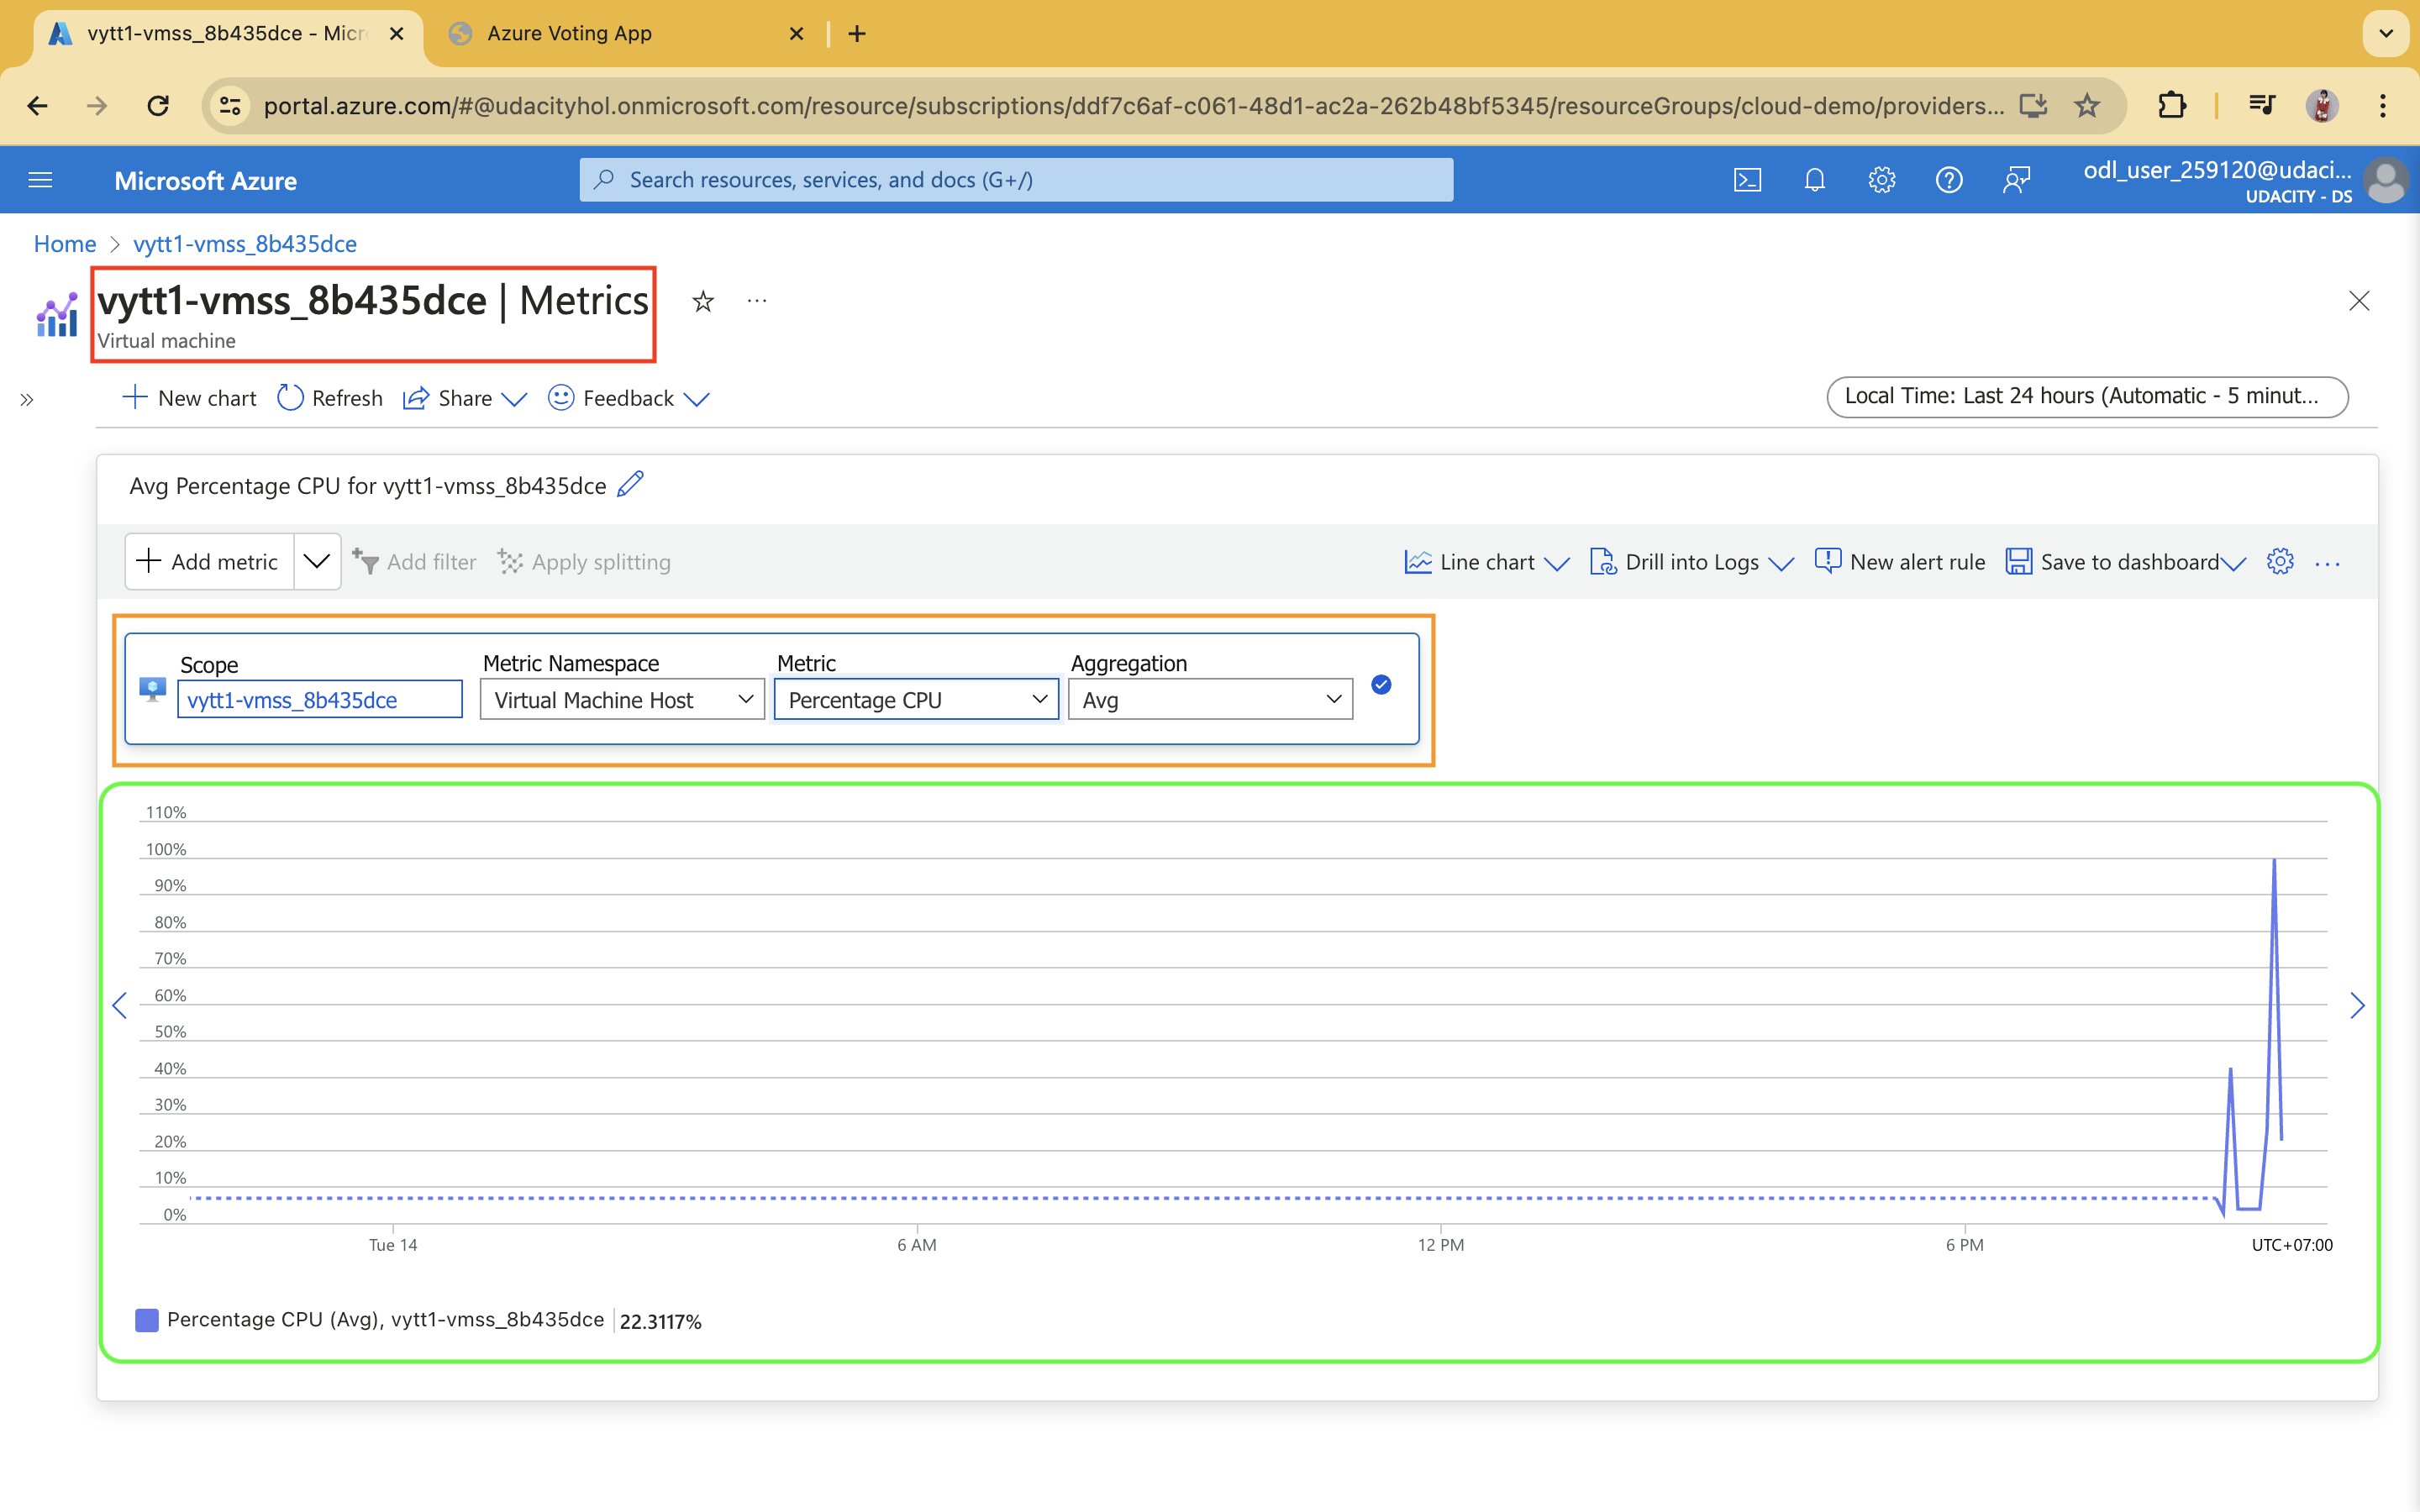 vytt1-vmss_8b435dce - Micr
Azure Voting App
portal.azure.com/#@udacityhol.onmicrosoft.com/resource/subscriptions/ddf7c6af-c061-48d1-ac2a-262b48bf5345/resourceGroups/cloud-demo/providers...
Microsoft Azure
Search resources, services, and docs (G+/)
odl_user_259120@udaci...
UDACITY - DS
Home > vytt1-vmss_8b435dce
vytt1-vmss_8b435dce | Metrics
Virtual machine
New chart
Refresh
Share
Feedback
Local Time: Last 24 hours (Automatic - 5 minut...
Avg Percentage CPU for vytt1-vmss_8b435dce
Add metric
Add filter
Apply splitting
Line chart
Drill into Logs
New alert rule
Save to dashboard
Scope
Metric Namespace
Metric
Aggregation
vytt1-vmss_8b435dce
Virtual Machine Host
Percentage CPU
Avg
110%
100%
90%
80%
70%
60%
50%
40%
30%
20%
10%
0%
Tue 14
6 AM
12 PM
6 PM
UTC+07:00
Percentage CPU (Avg), vytt1-vmss_8b435dce
22.3117%